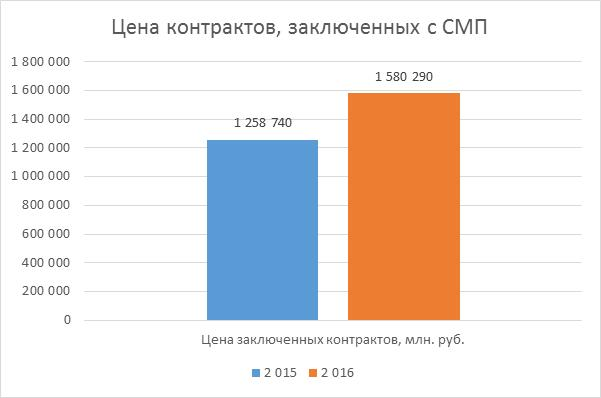 Цена контрактов, заключенных с СМП
1 800 000
1 600 000
1 400 000
1 200 000
1 000 000
800 000
600 000
400 000
200 000
0
1 258 740
1 580 290
Цена заключенных контрактов, млн. руб.
2 015 2 016